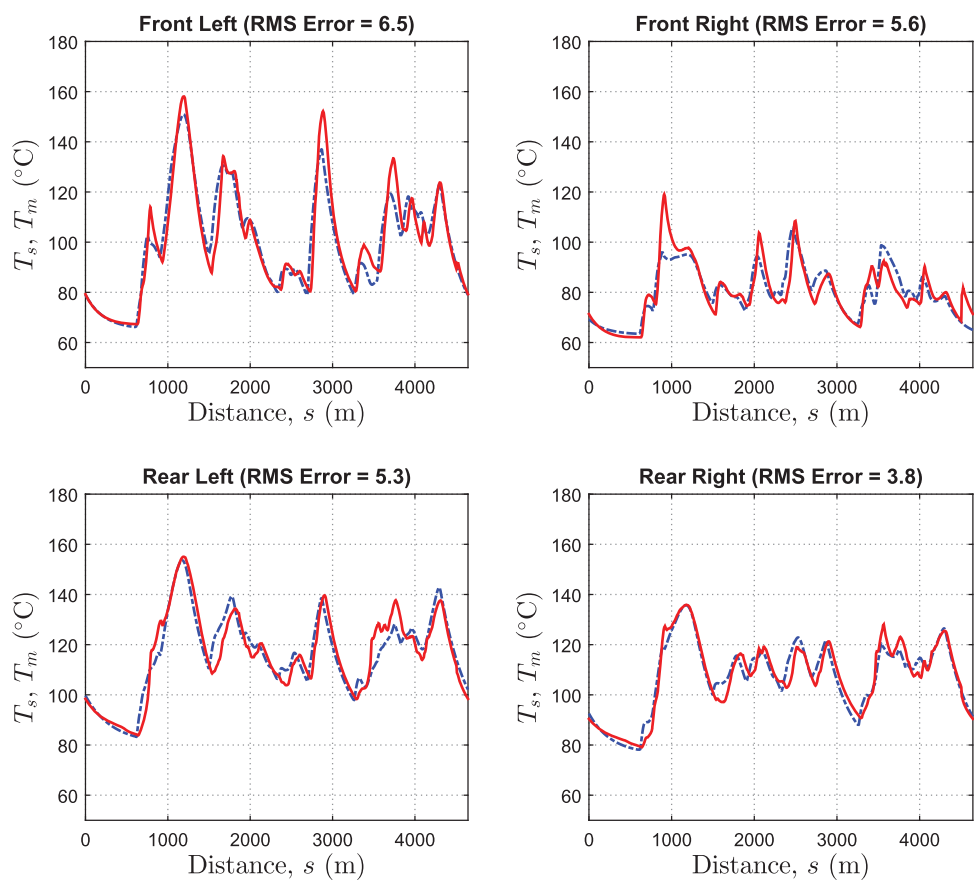 Front Left (RMS Error = 6.5)
180
160
140
120
100
80
60
T_s, T_m (°C)
0 1000 2000 3000 4000
Distance, s (m)
Front Right (RMS Error = 5.6)
180
160
140
120
100
80
60
T_s, T_m (°C)
0 1000 2000 3000 4000
Distance, s (m)
Rear Left (RMS Error = 5.3)
180
160
140
120
100
80
60
T_s, T_m (°C)
0 1000 2000 3000 4000
Distance, s (m)
Rear Right (RMS Error = 3.8)
180
160
140
120
100
80
60
T_s, T_m (°C)
0 1000 2000 3000 4000
Distance, s (m)